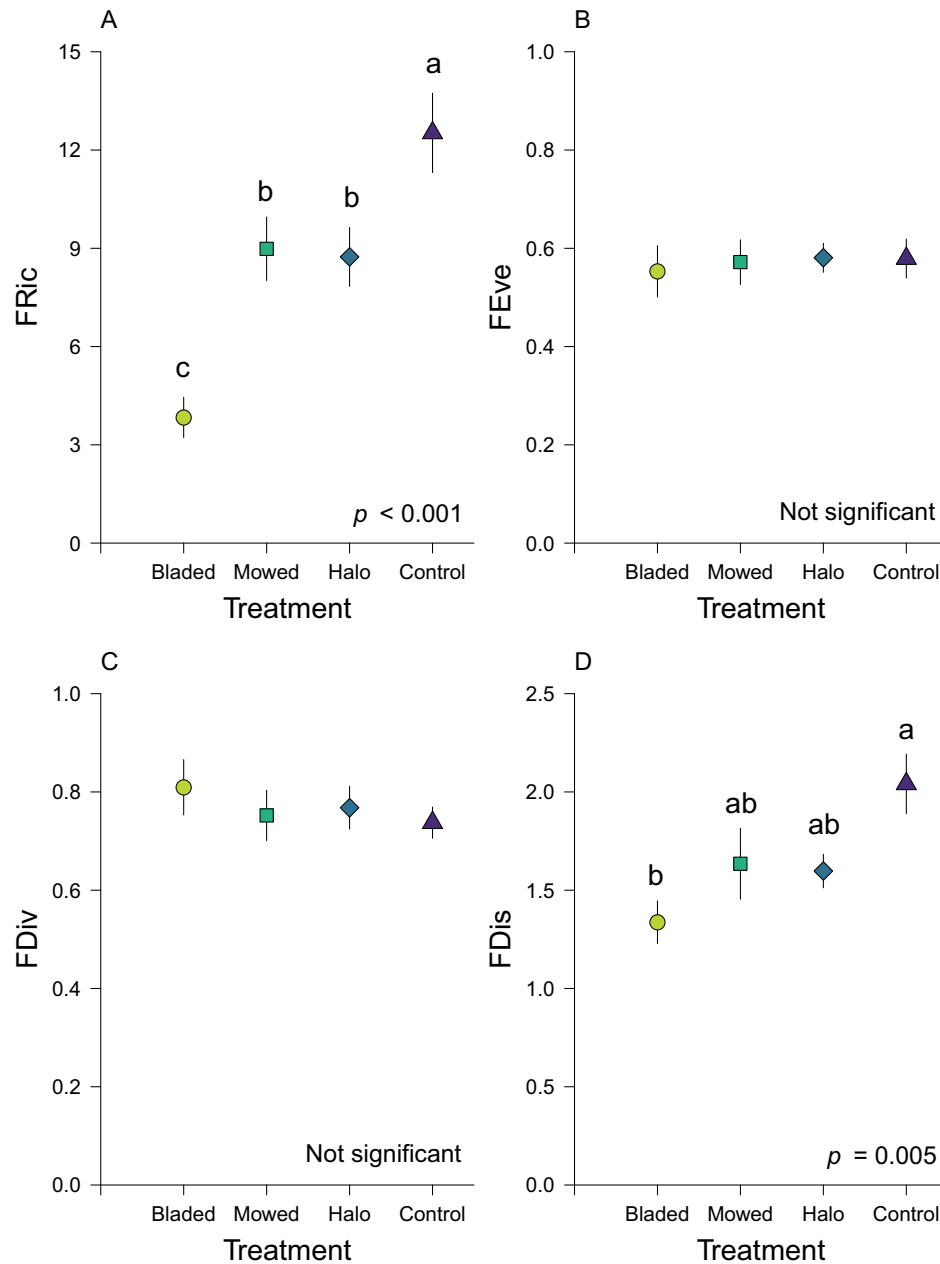 A
FRic
15
12
9
6
3
0
c
b
b
a
p < 0.001
Bladed Mowed Halo Control
Treatment
B
FEve
1.0
0.8
0.6
0.4
0.2
0.0
Not significant
Bladed Mowed Halo Control
Treatment
C
FDiv
1.0
0.8
0.6
0.4
0.2
0.0
Not significant
Bladed Mowed Halo Control
Treatment
D
FDis
2.5
2.0
1.5
1.0
0.5
0.0
b
ab
ab
a
p = 0.005
Bladed Mowed Halo Control
Treatment